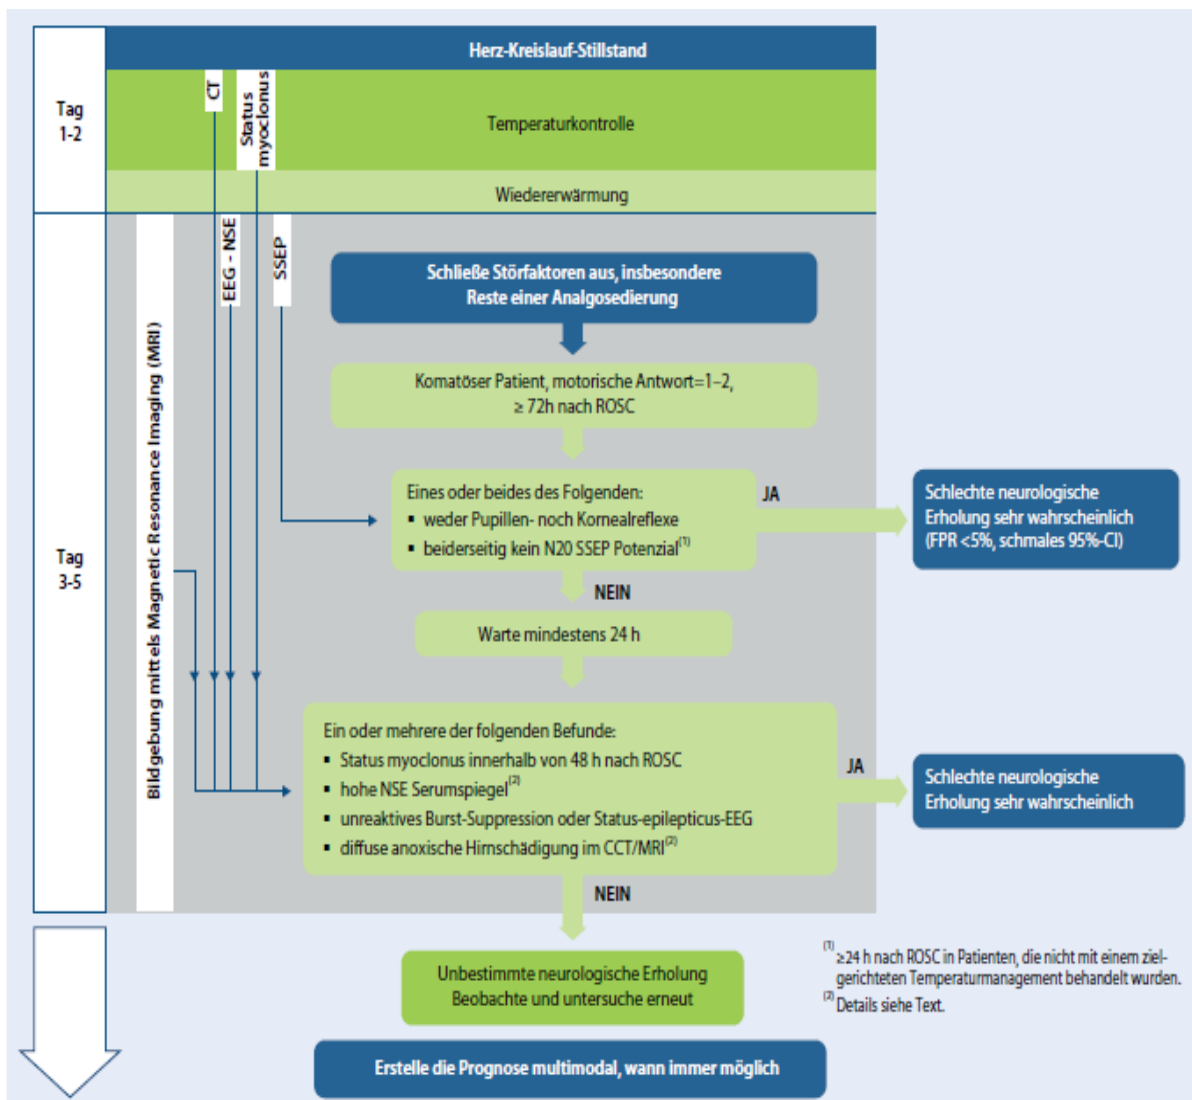 Herz-Kreislauf-Stillstand
Tag
1-2
CT
Status
myoclonus
Temperaturkontrolle
Wiedererwärmung
Tag
3-5
Bildgebung mittels Magnetic Resonance Imaging (MRI)
EEG - NSE
SSEP
Schließe Störfaktoren aus, insbesondere
Reste einer Analgosedierung
Komatöser Patient, motorische Antwort=1–2,
≥ 72h nach ROSC
Eines oder beides des Folgenden:
▪ weder Pupillen- noch Kornealreflexe
▪ beiderseitig kein N20 SSEP Potenzial(1)
JA
Schlechte neurologische
Erholung sehr wahrscheinlich
(FPR <5%, schmales 95%-CI)
NEIN
Warte mindestens 24 h
Ein oder mehrere der folgenden Befunde:
▪ Status myoclonus innerhalb von 48 h nach ROSC
▪ hohe NSE Serumspiegel(2)
▪ unreaktives Burst-Suppression oder Status-epilepticus-EEG
▪ diffuse anoxische Hirnschädigung im CCT/MRI(2)
JA
Schlechte neurologische
Erholung sehr wahrscheinlich
NEIN
Unbestimmte neurologische Erholung
Beobachte und untersuche erneut
(1) ≥24 h nach ROSC in Patienten, die nicht mit einem ziel-
gerichteten Temperaturmanagement behandelt wurden.
(2) Details siehe Text.
Erstelle die Prognose multimodal, wann immer möglich